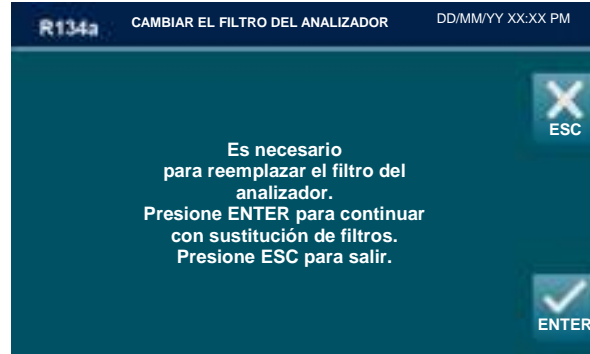 R134a CAMBIAR EL FILTRO DEL ANALIZADOR DD/MM/YY XX:XX PM
ESC
Es necesario
para reemplazar el filtro del
analizador.
Presione ENTER para continuar
con sustitución de filtros.
Presione ESC para salir.
ENTER